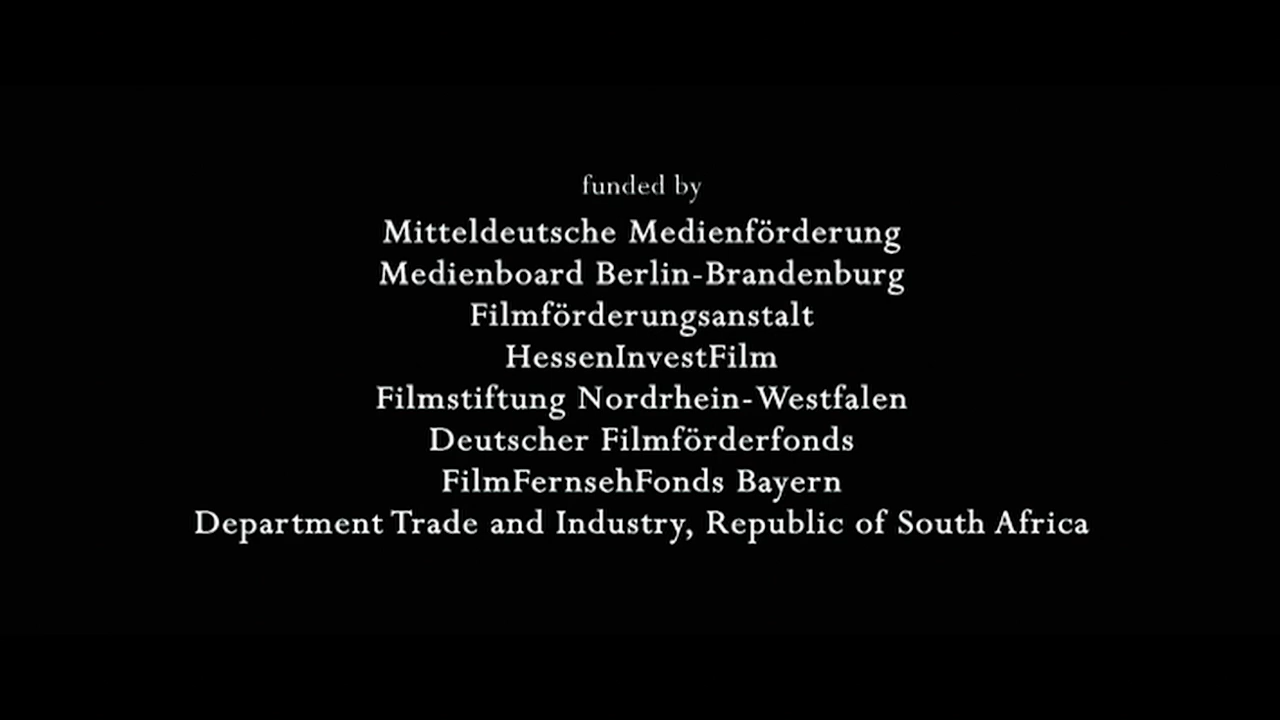 funded by
Mitteldeutsche Medienförderung
Medienboard Berlin-Brandenburg
Filmförderungsanstalt
HessenInvestFilm
Filmstiftung Nordrhein-Westfalen
Deutscher Filmförderfonds
FilmFernsehFonds Bayern
Department Trade and Industry, Republic of South Africa